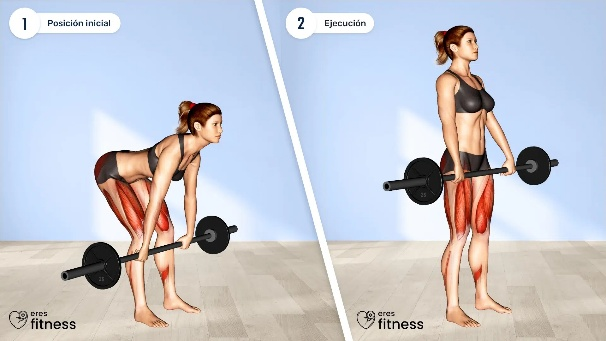 1 Posición inicial
2 Ejecución
eres
fitness
eres
fitness